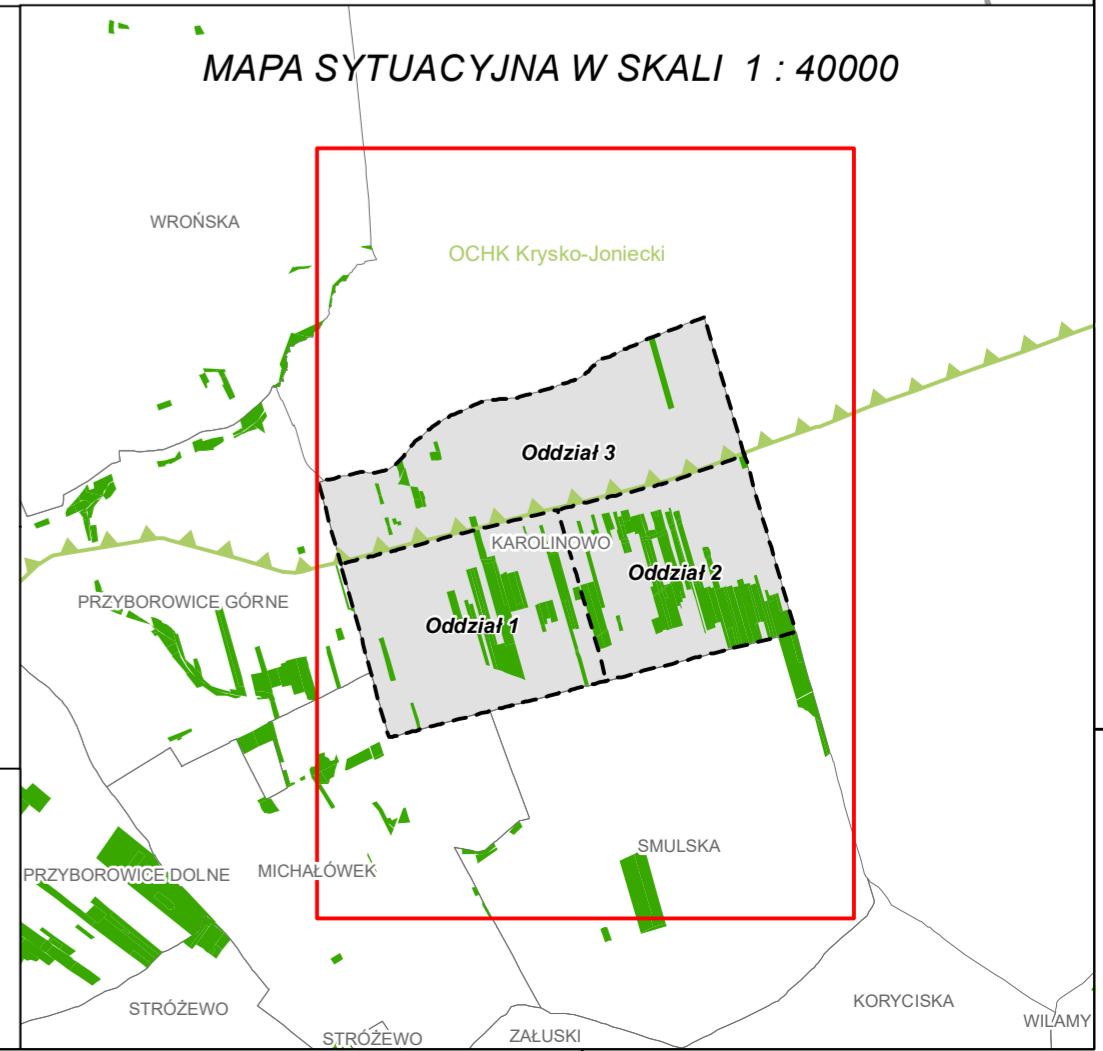 MAPA SYTUACYJNA W SKALI 1 : 40000
WROŃSKA
OCHK Krysko-Joniecki
Oddział 3
KAROLINOWO
Oddział 2
PRZYBOROWICE GÓRNE
Oddział 1
SMULSKA
PRZYBOROWICE DOLNE
MICHAŁÓWEK
KORYCISKA
STRÓŻEWO
WILAMY
STRÓŻEWO
ZAŁUSKI